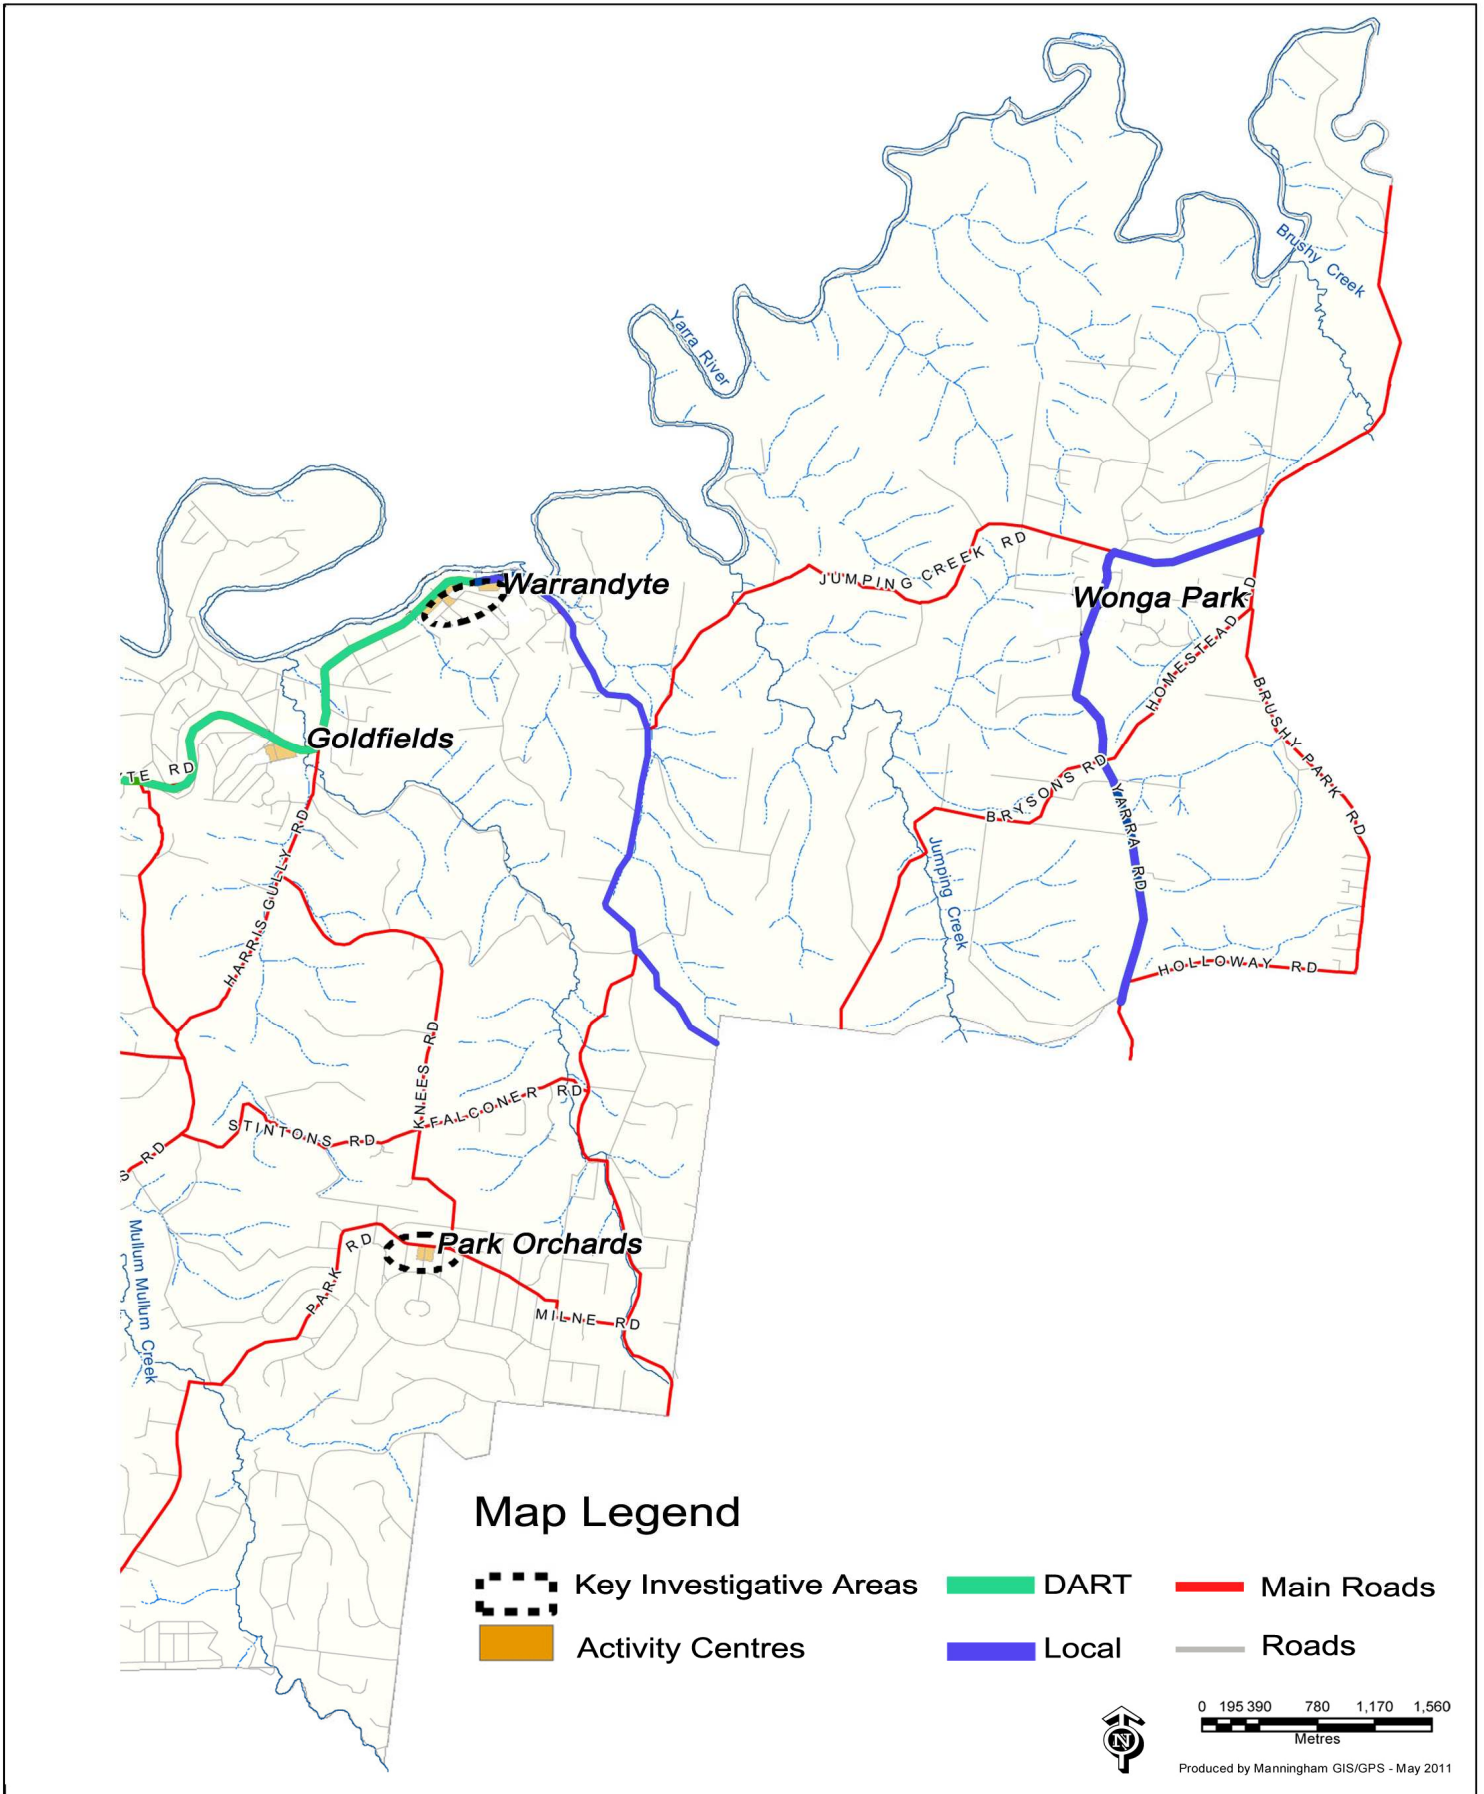 Brushy Creek
Yarra River
JUMPING CREEK RD
Warrandyte
Wonga Park
HOMESTEAD RD
Goldfields
TE RD
BRUSHY PARK RD
BRYSONS RD
YARRA RD
HARRIS GULLY RD
Jumping Creek
HOLLOWAY RD
KNEES RD
FALCONER RD
STINTONS RD
S RD
Mullum Mullum Creek
PARK RD
Park Orchards
MILNE RD
Map Legend
Key Investigative Areas
DART
Main Roads
Activity Centres
Local
Roads
N
0 195 390 780 1,170 1,560
Metres
Produced by Manningham GIS/GPS - May 2011